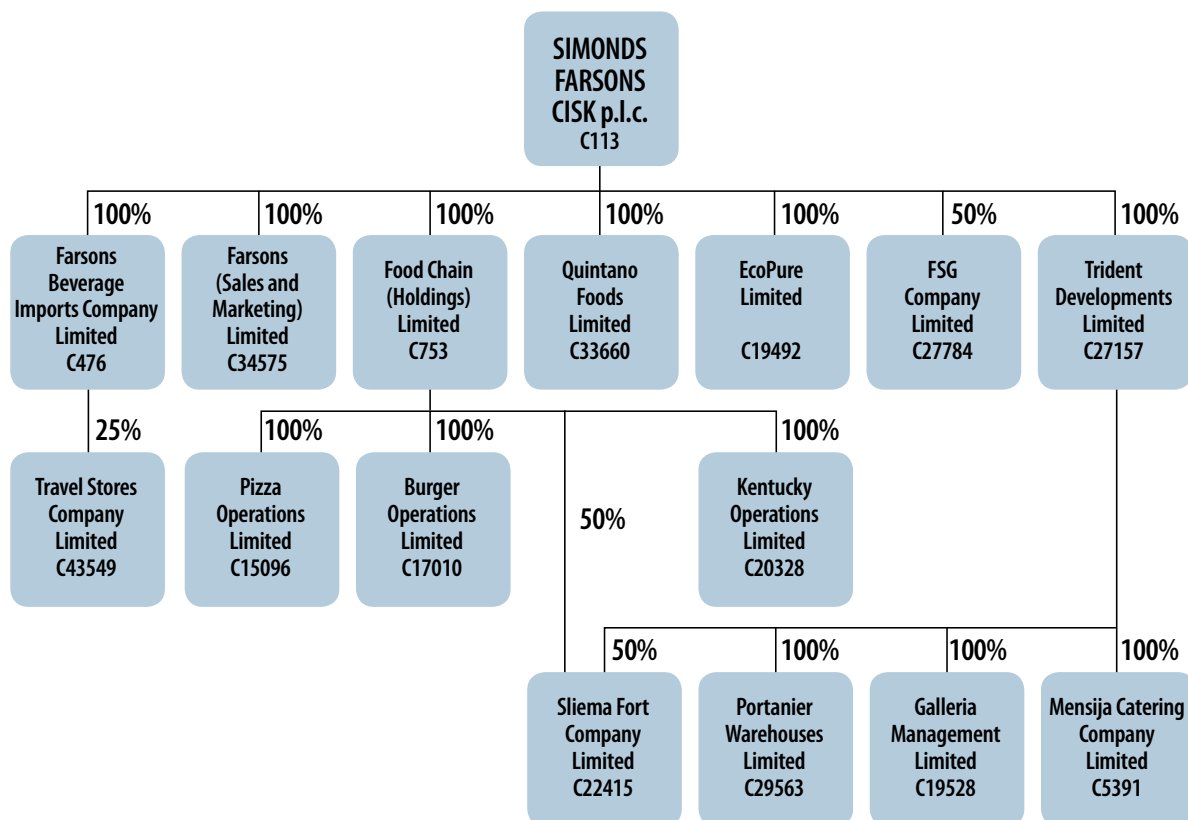 SIMONDS
FARSONS
CISK p.l.c.
C113
100%
100%
100%
100%
100%
50%
100%
Farsons
Beverage
Imports Company
Limited
C476
Farsons
(Sales and
Marketing)
Limited
C34575
Food Chain
(Holdings)
Limited
C753
Quintano
Foods
Limited
C33660
EcoPure
Limited
C19492
FSG
Company
Limited
C27784
Trident
Developments
Limited
C27157
25%
100%
100%
50%
100%
Travel Stores
Company
Limited
C43549
Pizza
Operations
Limited
C15096
Burger
Operations
Limited
C17010
Kentucky
Operations
Limited
C20328
50%
100%
100%
100%
Sliema Fort
Company
Limited
C22415
Portanier
Warehouses
Limited
C29563
Galleria
Management
Limited
C19528
Mensija Catering
Company
Limited
C5391